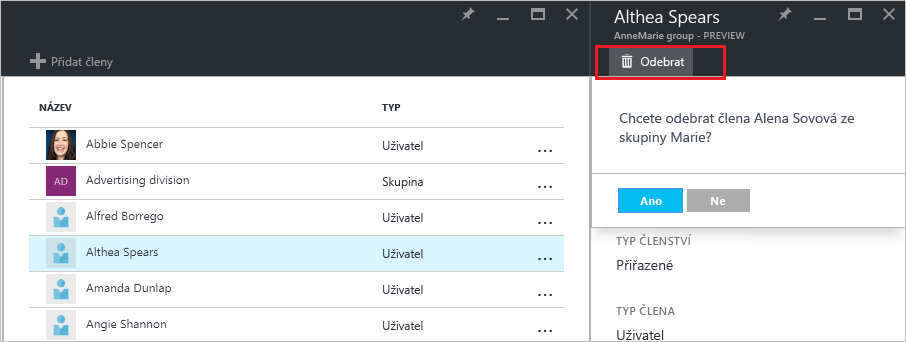 Přidat členy
NÁZEV TYP
Abbie Spencer Uživatel ...
AD Advertising division Skupina ...
Alfred Borrego Uživatel ...
Althea Spears Uživatel ...
Amanda Dunlap Uživatel ...
Angie Shannon Uživatel ...
Althea Spears
AnneMarie group - PREVIEW
Odebrat
Chcete odebrat člena Alena Sovová ze
skupiny Marie?
Ano Ne
TYP ČLENSTVÍ
Přiřazené
TYP ČLENA
Uživatel